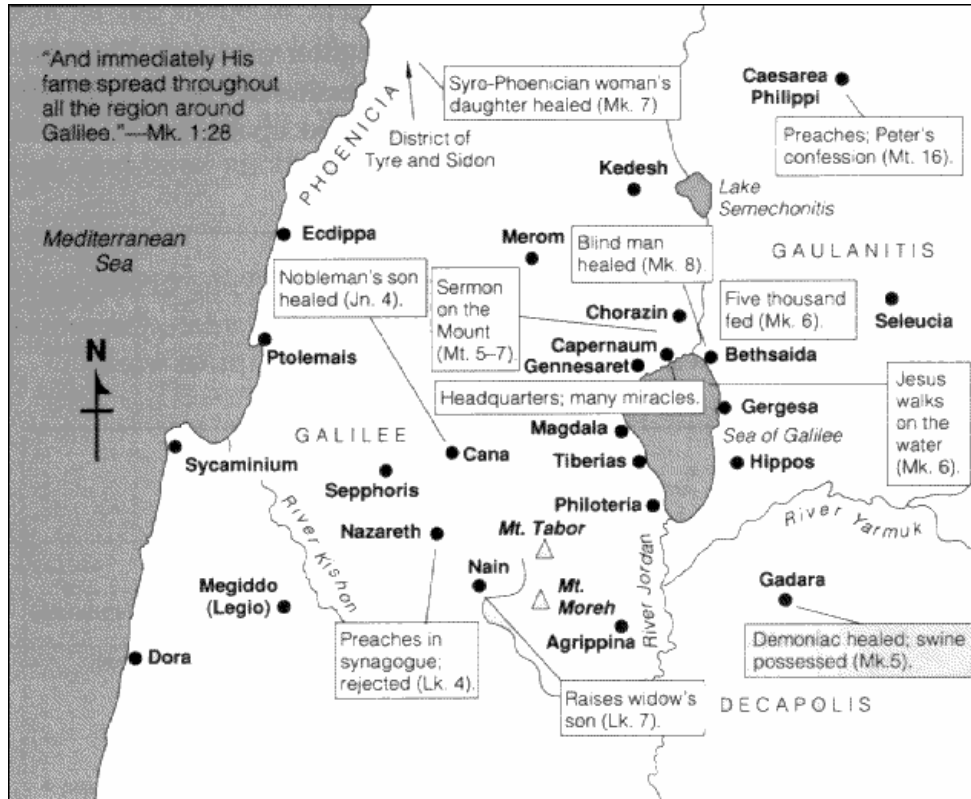 "And immediately His
fame spread throughout
all the region around
Galilee."—Mk. 1:28
Syro-Phoenician woman's
daughter healed (Mk. 7)
Caesarea
Philippi
Preaches; Peter's
confession (Mt. 16).
PHOENICIA
District of
Tyre and Sidon
Kedesh
Lake
Semechonitis
Mediterranean
Sea
Ecdippa
Merom
Blind man
healed (Mk. 8).
GAULANITIS
Nobleman's son
healed (Jn. 4).
Sermon
on the
Mount
(Mt. 5–7).
Five thousand
fed (Mk. 6).
Seleucia
Chorazin
N
Ptolemais
Capernaum
Gennesaret
Bethsaida
Jesus
walks
on the
water
(Mk. 6).
Headquarters; many miracles.
Gergesa
GALILEE
Magdala
Sea of Galilee
Sycaminium
Cana
Tiberias
Hippos
Sepphoris
River Kishon
Philoteria
River Yarmuk
Nazareth
Mt. Tabor
River Jordan
Nain
Megiddo
(Legio)
Mt.
Moreh
Gadara
Agrippina
Dora
Preaches in
synagogue;
rejected (Lk. 4).
Demoniac healed; swine
possessed (Mk.5).
Raises widow's
son (Lk. 7).
DECAPOLIS